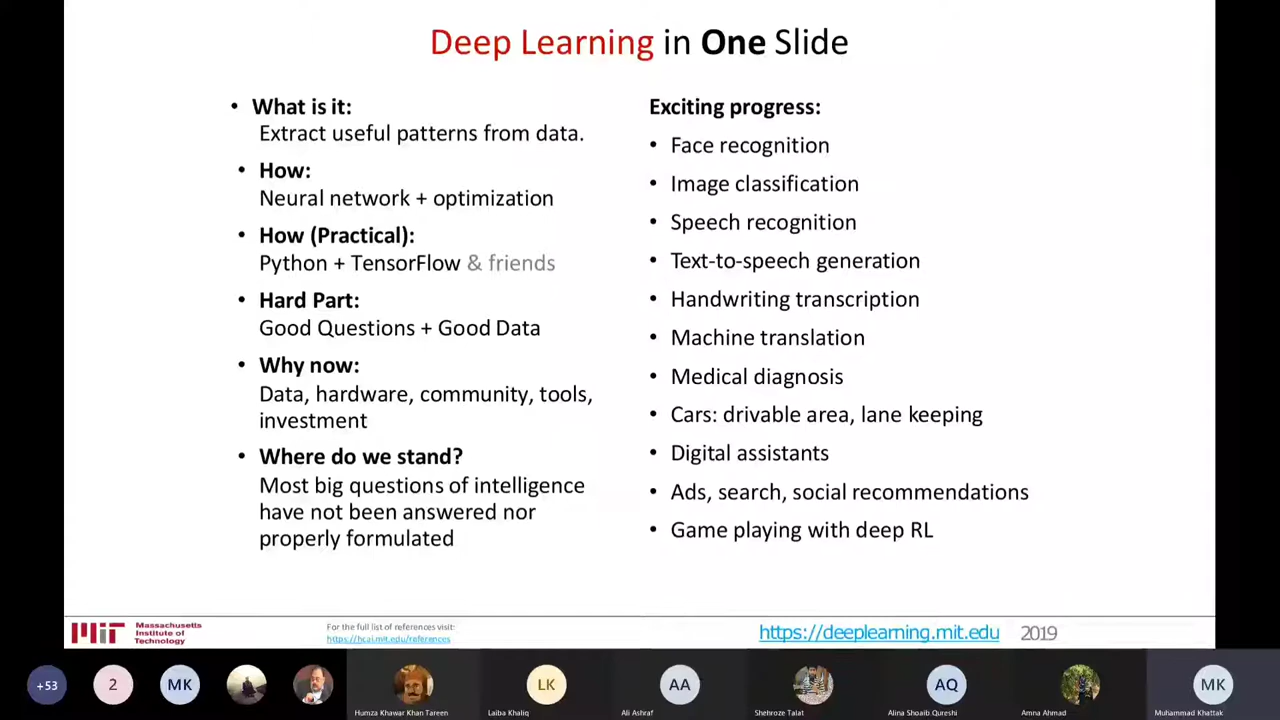 Deep Learning in One Slide
• What is it:
Extract useful patterns from data.
• How:
Neural network + optimization
• How (Practical):
Python + TensorFlow & friends
• Hard Part:
Good Questions + Good Data
• Why now:
Data, hardware, community, tools,
investment
• Where do we stand?
Most big questions of intelligence
have not been answered nor
properly formulated
Exciting progress:
• Face recognition
• Image classification
• Speech recognition
• Text-to-speech generation
• Handwriting transcription
• Machine translation
• Medical diagnosis
• Cars: drivable area, lane keeping
• Digital assistants
• Ads, search, social recommendations
• Game playing with deep RL
MIT
Massachusetts
Institute of
Technology
For the full list of references visit:
https://hcai.mit.edu/references
https://deeplearning.mit.edu 2019
+53
2
MK
LK
AA
AQ
MK
Humza Khawar Khan Tareen
Laiba Khaliq
Ali Ashraf
Shehroze Talat
Alina Shoaib Qureshi
Amna Ahmad
Muhammad Khattak